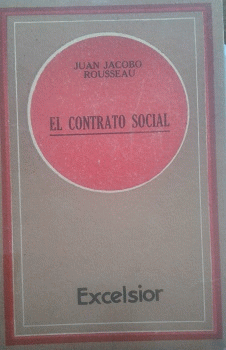 JUAN JACOBO
ROUSSEAU
EL CONTRATO SOCIAL
Excelsior